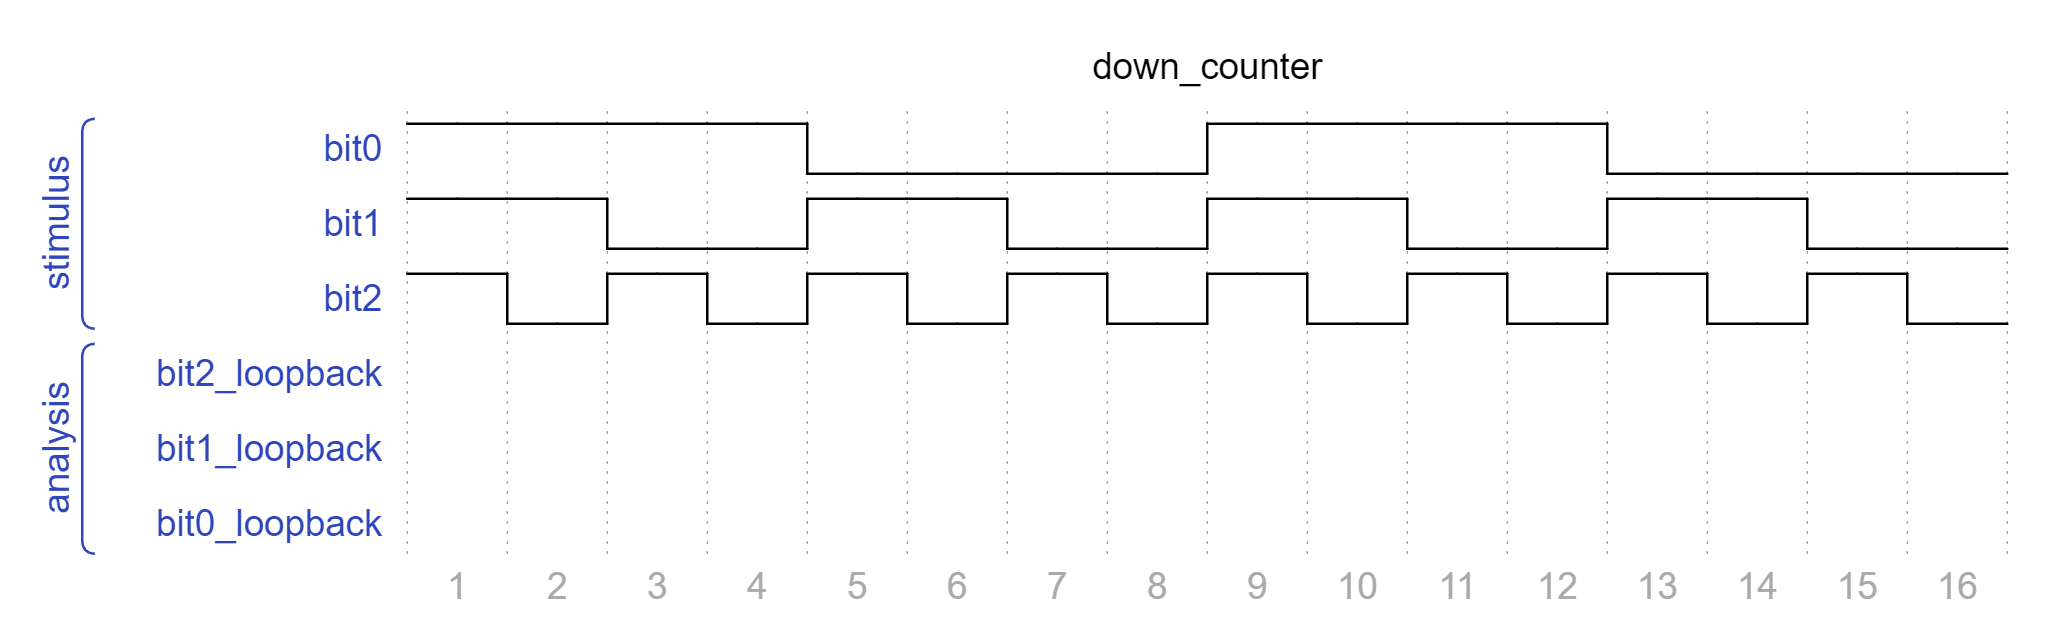 down_counter
stimulus
bit0
bit1
bit2
analysis
bit2_loopback
bit1_loopback
bit0_loopback
1 2 3 4 5 6 7 8 9 10 11 12 13 14 15 16